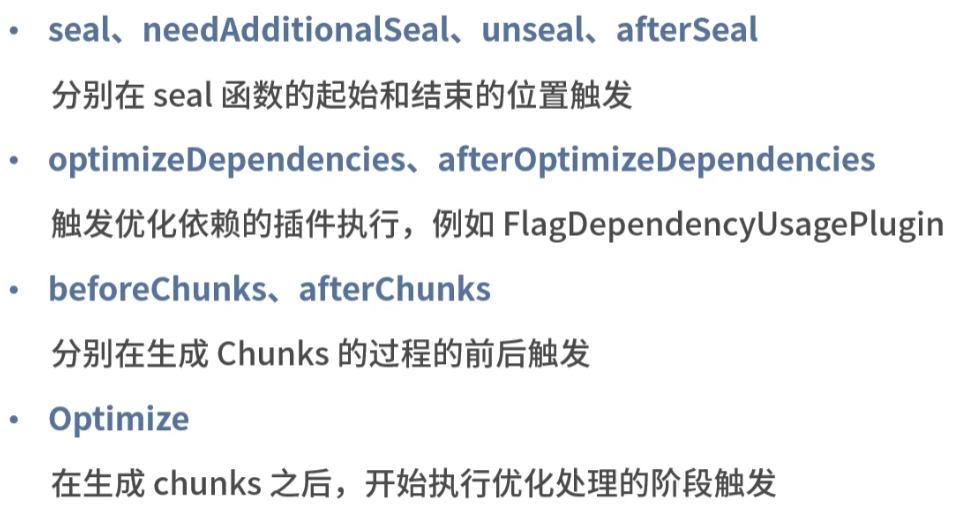 • seal、needAdditionalSeal、unseal、afterSeal
分别在 seal 函数的起始和结束的位置触发
• optimizeDependencies、afterOptimizeDependencies
触发优化依赖的插件执行，例如 FlagDependencyUsagePlugin
• beforeChunks、afterChunks
分别在生成 Chunks 的过程的前后触发
• Optimize
在生成 chunks 之后，开始执行优化处理的阶段触发